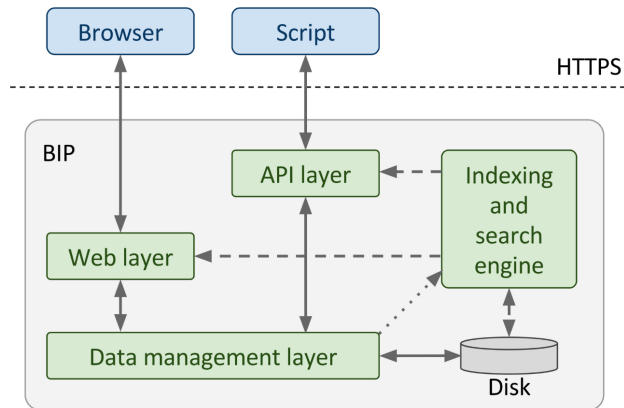 Browser
Script
HTTPS
BIP
API layer
Indexing
and
search
engine
Web layer
Data management layer
Disk